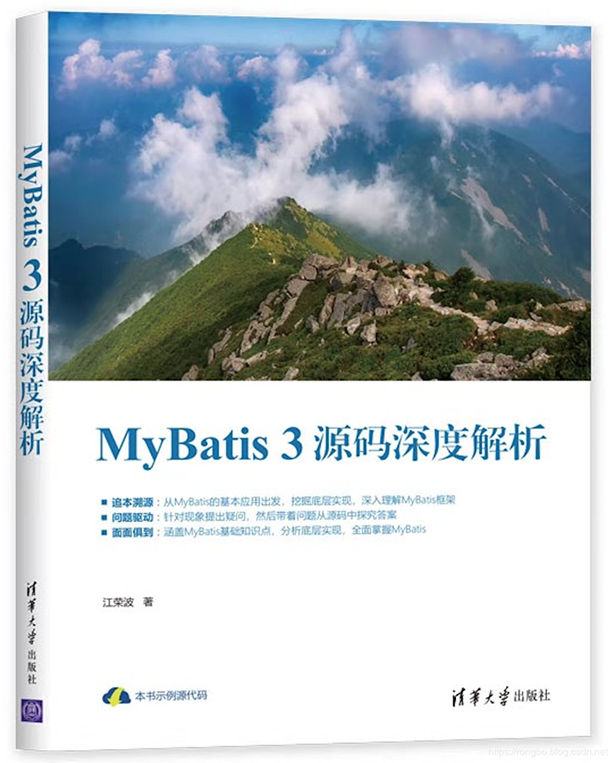 MyBatis 3 源码深度解析
清华大学出版社
MyBatis 3 源码深度解析
■ 追本溯源：从MyBatis的基本应用出发，挖掘底层实现，深入理解MyBatis框架
■ 问题驱动：针对现象提出疑问，然后带着问题从源码中探究答案
■ 面面俱到：涵盖MyBatis基础知识点，分析底层实现，全面掌握MyBatis
江荣波 著
本书示例源代码
清华大学出版社